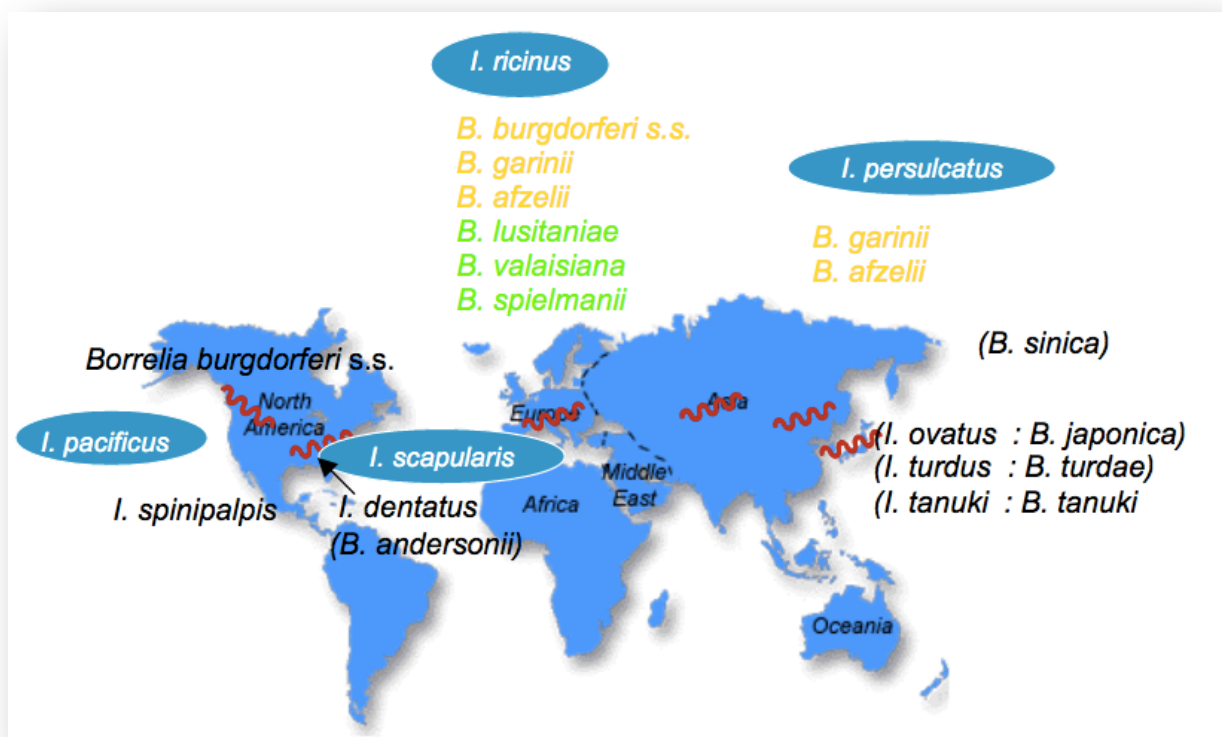 I. ricinus
B. burgdorferi s.s.
B. garinii
B. afzelii
B. lusitaniae
B. valaisiana
B. spielmanii
I. persulcatus
B. garinii
B. afzelii
(B. sinica)
Borrelia burgdorferi s.s.
North
America
I. pacificus
I. scapularis
I. spinipalpis
I. dentatus
(B. andersonii)
Europe
Asia
Middle
East
Africa
(I. ovatus : B. japonica)
(I. turdus : B. turdae)
(I. tanuki : B. tanuki
Oceania